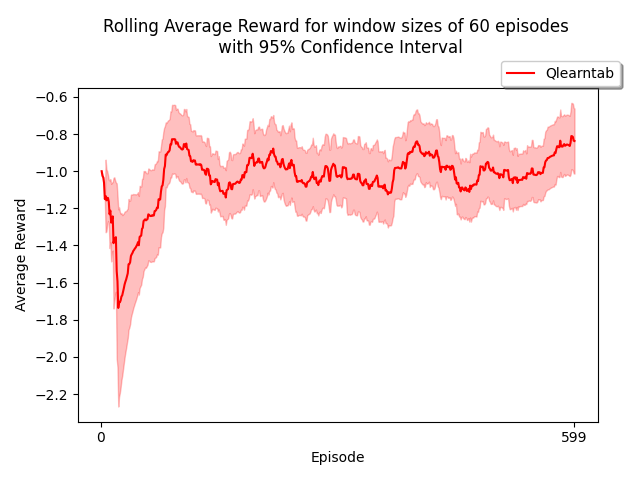 Rolling Average Reward for window sizes of 60 episodes
with 95% Confidence Interval
Qlearntab
−0.6
−0.8
−1.0
−1.2
−1.4
−1.6
−1.8
−2.0
−2.2
Average Reward
0
599
Episode